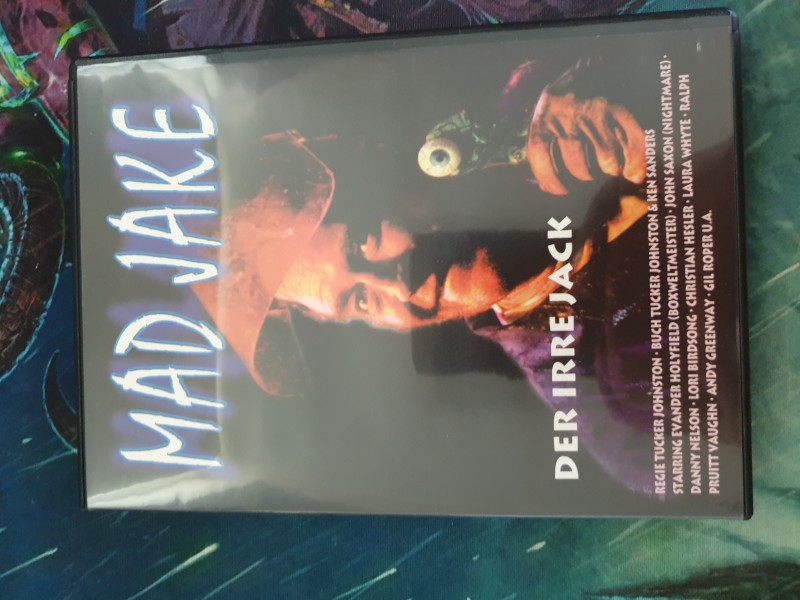 MAD JAKE
DER IRRE JACK
REGIE TUCKER JOHNSTON · BUCH TUCKER JOHNSTON & KEN SANDERS
STARRING EVANDER HOLYFIELD (BOXWELTMEISTER) · JOHN SAXON (NIGHTMARE) ·
DANNY NELSON · LORI BIRDSONG · CHRISTIAN HESLER · LAURA WHYTE · RALPH
PRUITT VAUGHN · ANDY GREENWAY · GIL ROPER U.A.